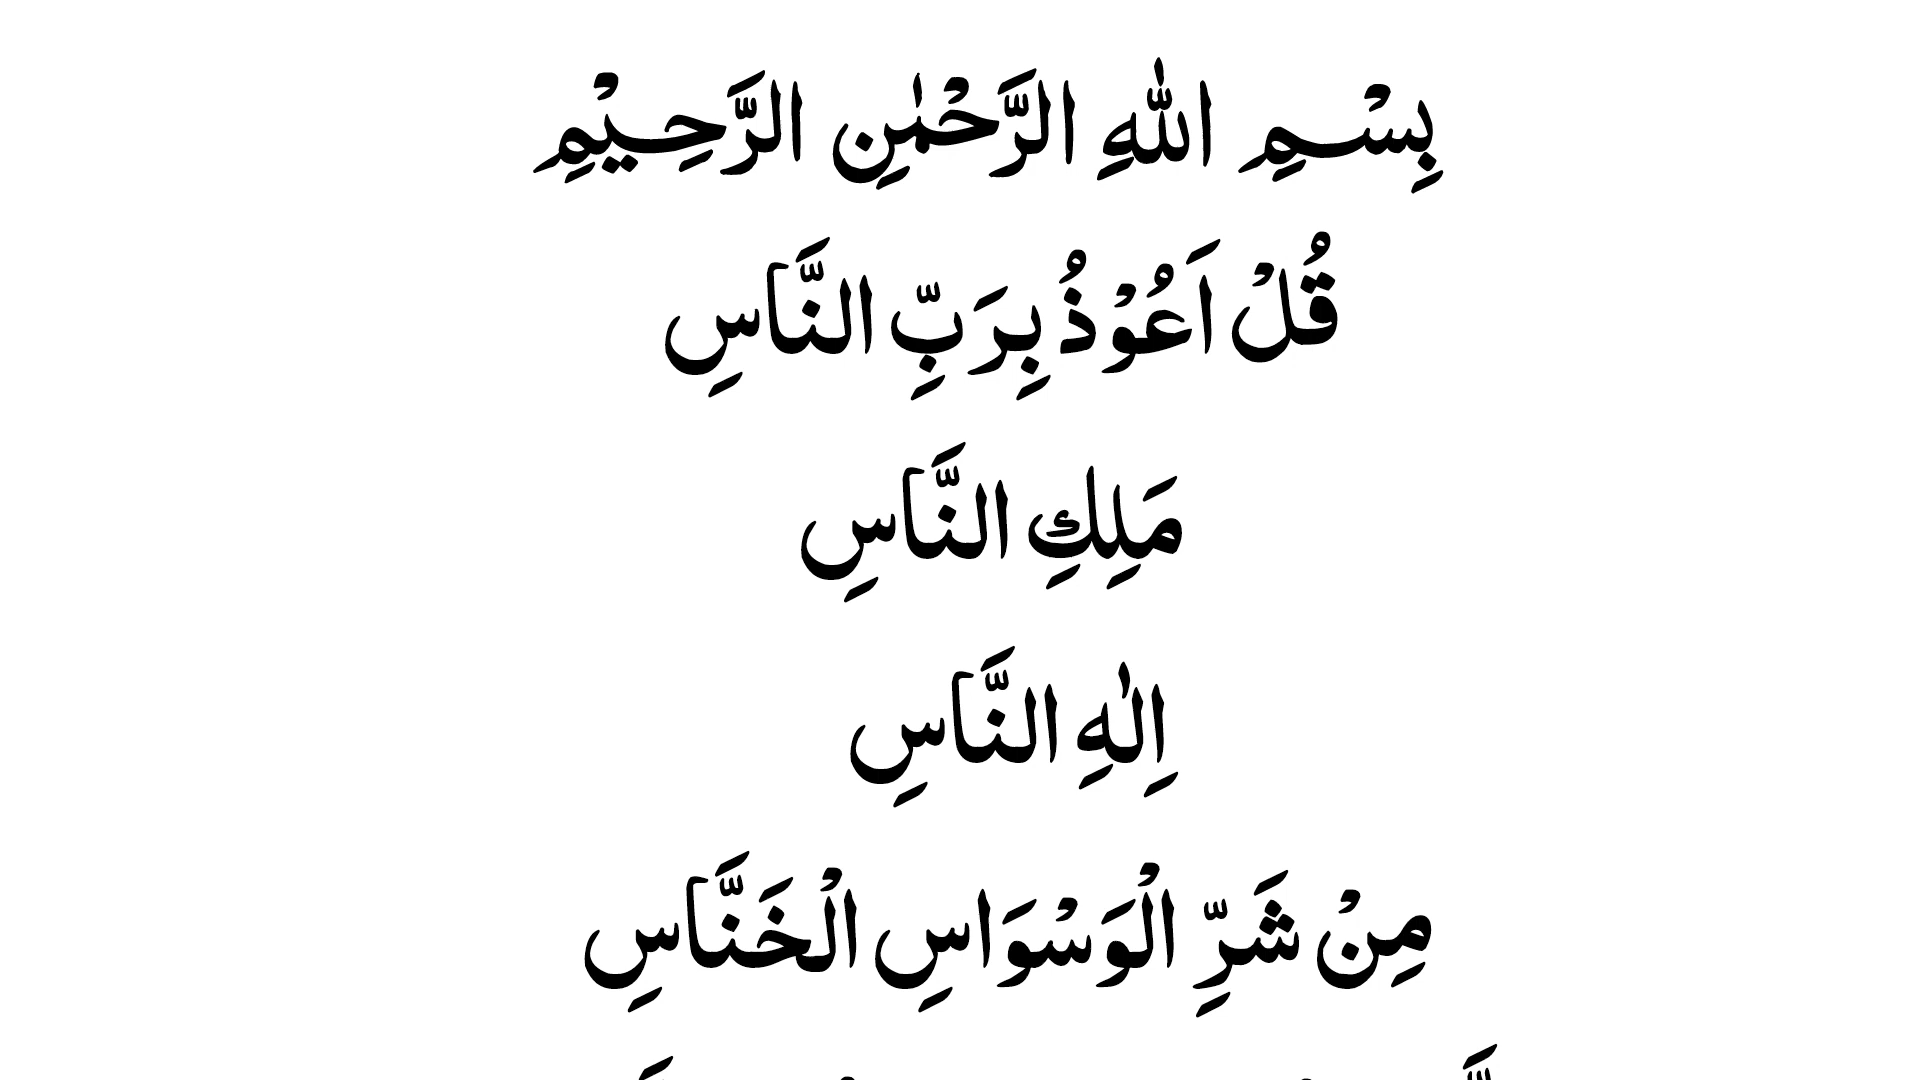 بِسْمِ اللّٰهِ الرَّحْمٰنِ الرَّحِيْمِ
قُلْ اَعُوْذُ بِرَبِّ النَّاسِ
مَلِكِ النَّاسِ
اِلٰهِ النَّاسِ
مِنْ شَرِّ الْوَسْوَاسِ الْخَنَّاسِ